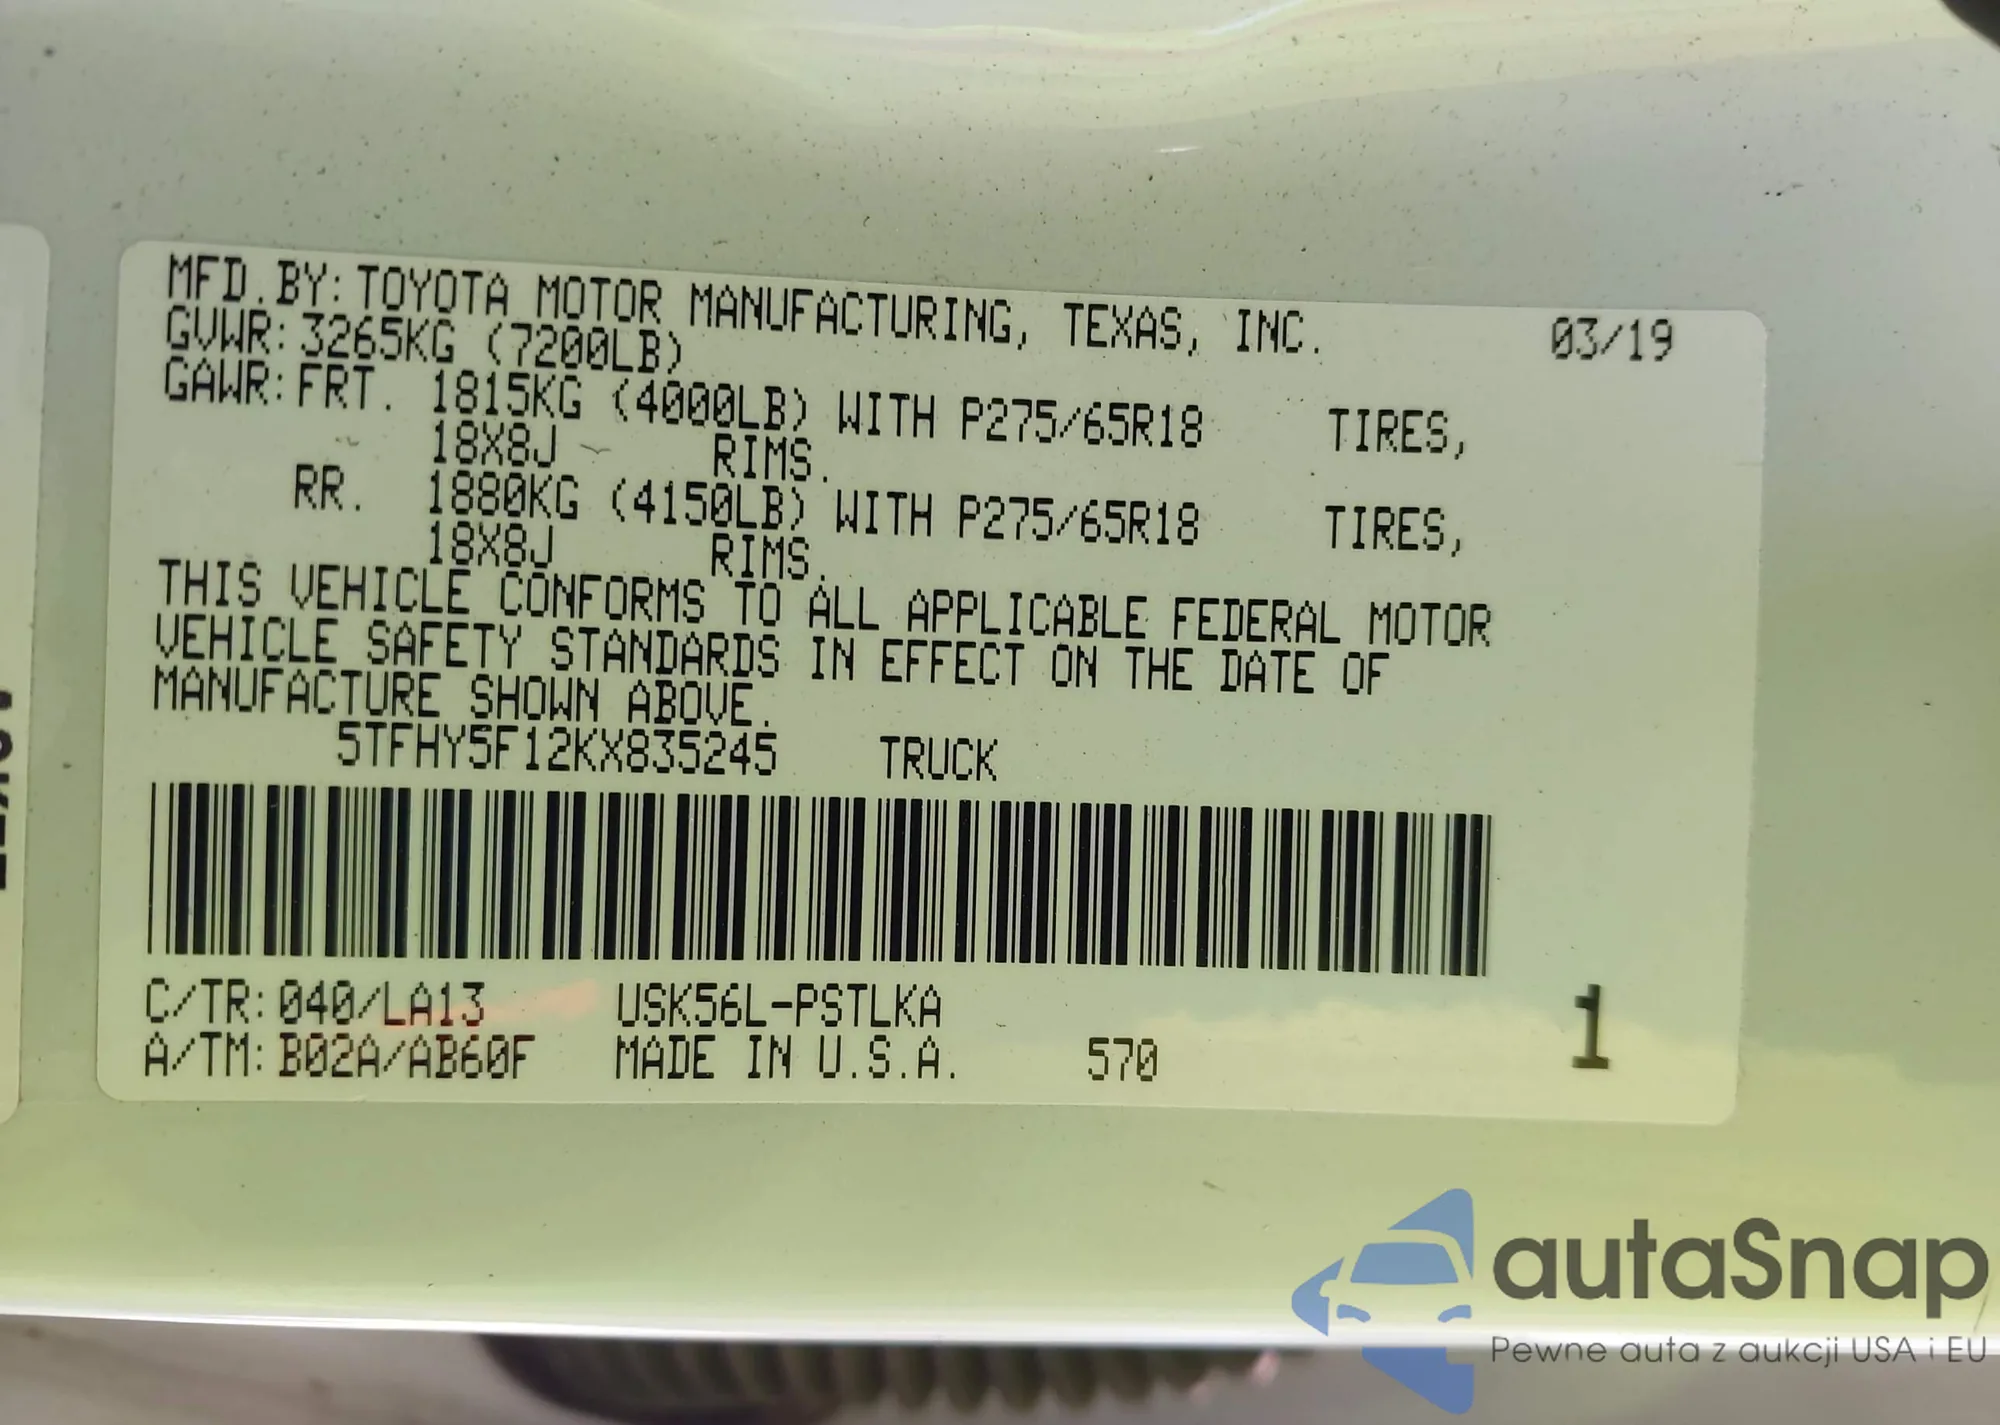 MFD.BY: TOYOTA MOTOR MANUFACTURING, TEXAS, INC. 03/19
GVWR: 3265KG (7200LB)
GAWR: FRT. 1815KG (4000LB) WITH P275/65R18 TIRES,
18X8J RIMS.
RR. 1880KG (4150LB) WITH P275/65R18 TIRES,
18X8J RIMS.
THIS VEHICLE CONFORMS TO ALL APPLICABLE FEDERAL MOTOR
VEHICLE SAFETY STANDARDS IN EFFECT ON THE DATE OF
MANUFACTURE SHOWN ABOVE.
5TFHY5F12KX835245 TRUCK
C/TR: 040/LA13 USK56L-PSTLKA 1
A/TM: B02A/AB60F MADE IN U.S.A. 570
autaSnap
Pewne auta z aukcji USA i EU